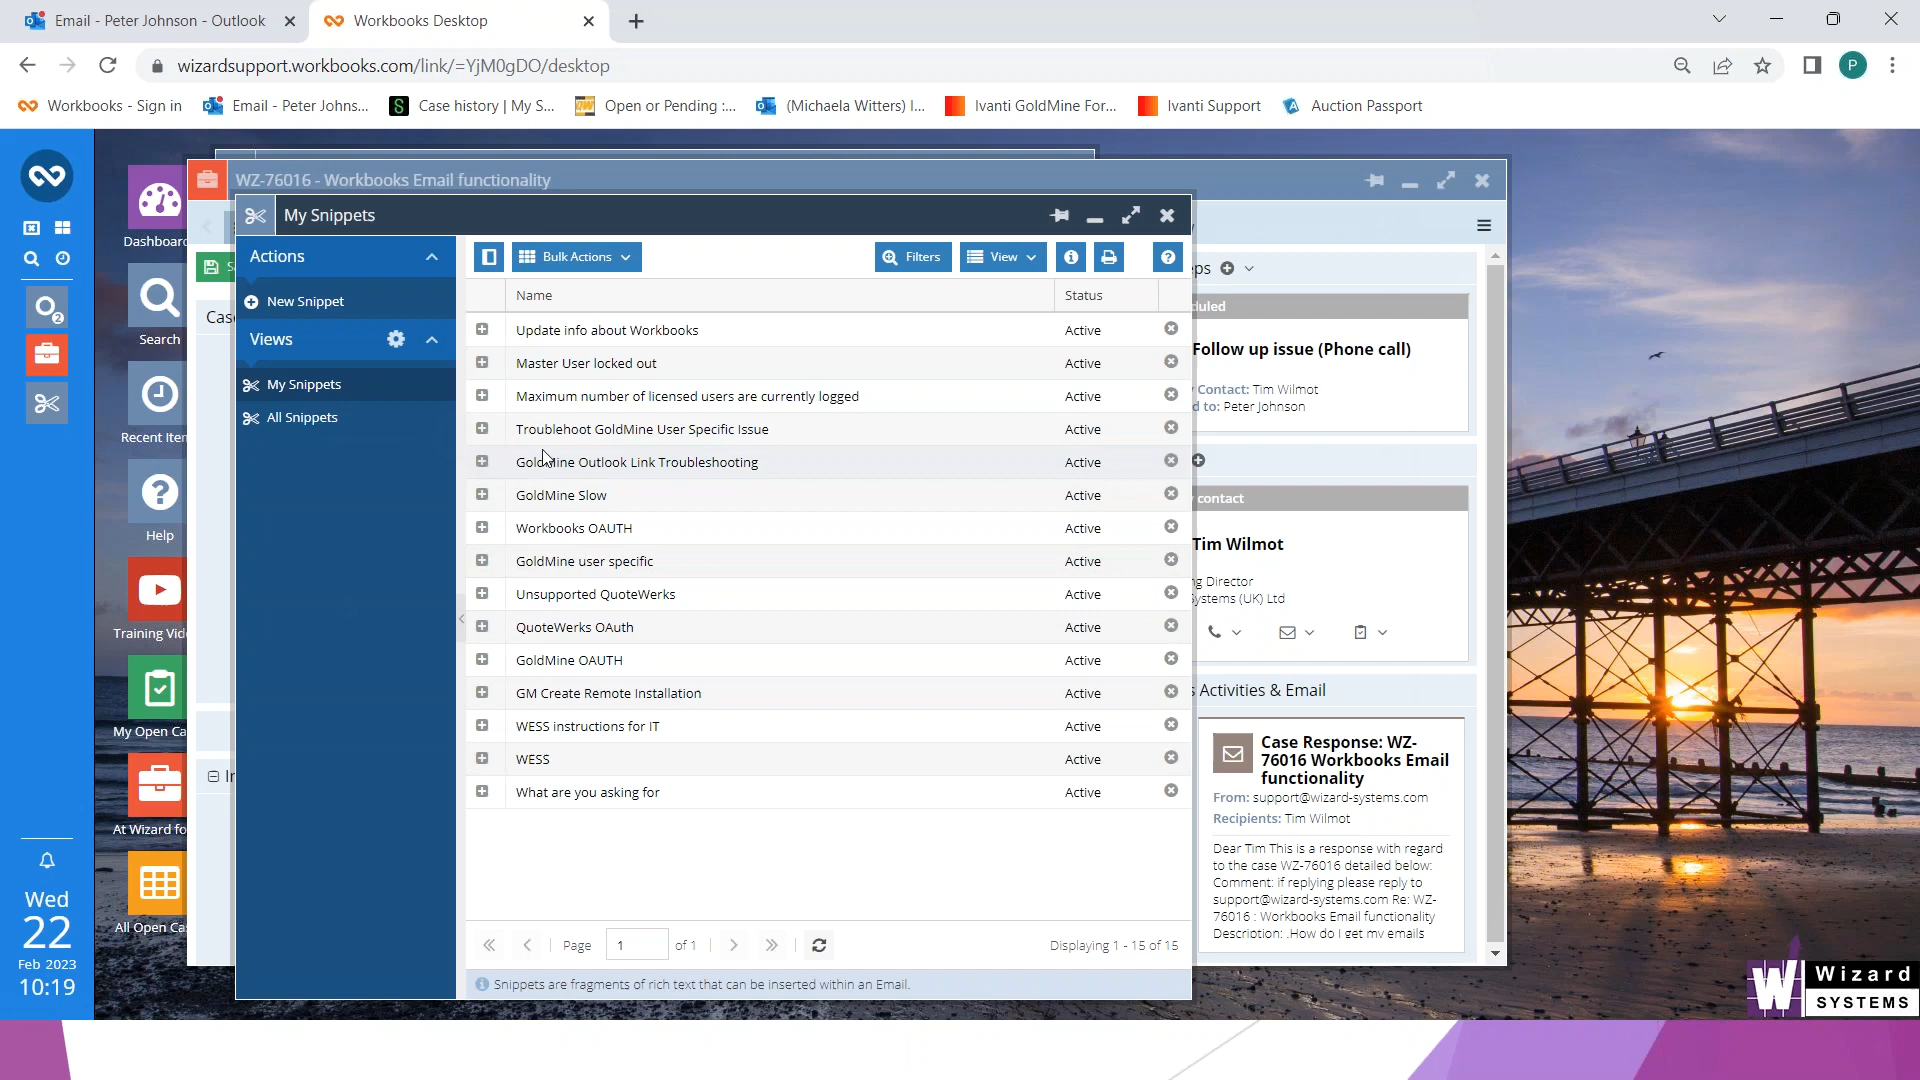 Email - Peter Johnson - Outlook
Workbooks Desktop
wizardsupport.workbooks.com/link/=YjM0gDO/desktop
P
Workbooks - Sign in
Email - Peter Johns...
Case history | My S...
Open or Pending :...
(Michaela Witters) I...
Ivanti GoldMine For...
Ivanti Support
Auction Passport
WZ-76016 - Workbooks Email functionality
My Snippets
Actions
New Snippet
Views
My Snippets
All Snippets
Bulk Actions
Filters
View
Name
Status
Update info about Workbooks
Active
Master User locked out
Active
Maximum number of licensed users are currently logged
Active
Troublehoot GoldMine User Specific Issue
Active
GoldMine Outlook Link Troubleshooting
Active
GoldMine Slow
Active
Workbooks OAUTH
Active
GoldMine user specific
Active
Unsupported QuoteWerks
Active
QuoteWerks OAuth
Active
GoldMine OAUTH
Active
GM Create Remote Installation
Active
WESS instructions for IT
Active
WESS
Active
What are you asking for
Active
Page 1 of 1
Displaying 1 - 15 of 15
Snippets are fragments of rich text that can be inserted within an Email.
2
Wed
22
Feb 2023
10:19
Dashboard
Search
Recent Iten
Help
Training Vid
My Open Ca
At Wizard fo
All Open Ca
S
Cas
In
ps
duled
Follow up issue (Phone call)
Contact: Tim Wilmot
d to: Peter Johnson
contact
Tim Wilmot
g Director
Systems (UK) Ltd
s Activities & Email
Case Response: WZ-
76016 Workbooks Email
functionality
From: support@wizard-systems.com
Recipients: Tim Wilmot
Dear Tim This is a response with regard
to the case WZ-76016 detailed below:
Comment: if replying please reply to
support@wizard-systems.com Re: WZ-
76016 : Workbooks Email functionality
Description: .How do I get my emails
W Wizard
SYSTEMS